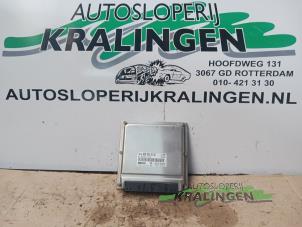 AUTOSLOPERIJ
KRALINGEN
HOOFDWEG 131
3067 GD ROTTERDAM
010- 421 31 30
AUTOSLOPERIJKRALINGEN.NL
AUTOSLOPERIJ
KRALINGEN